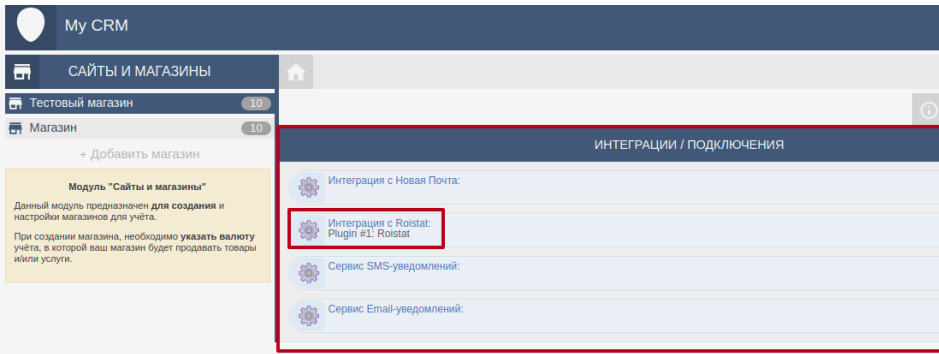 My CRM
САЙТЫ И МАГАЗИНЫ
Тестовый магазин 10
Магазин 10
+ Добавить магазин
Модуль "Сайты и магазины"
Данный модуль предназначен для создания и
настройки магазинов для учёта.
При создании магазина, необходимо указать валюту
учёта, в которой ваш магазин будет продавать товары
и/или услуги.
ИНТЕГРАЦИИ / ПОДКЛЮЧЕНИЯ
Интеграция с Новая Почта:
Интеграция с Roistat:
Plugin #1: Roistat
Сервис SMS-уведомлений:
Сервис Email-уведомлений: